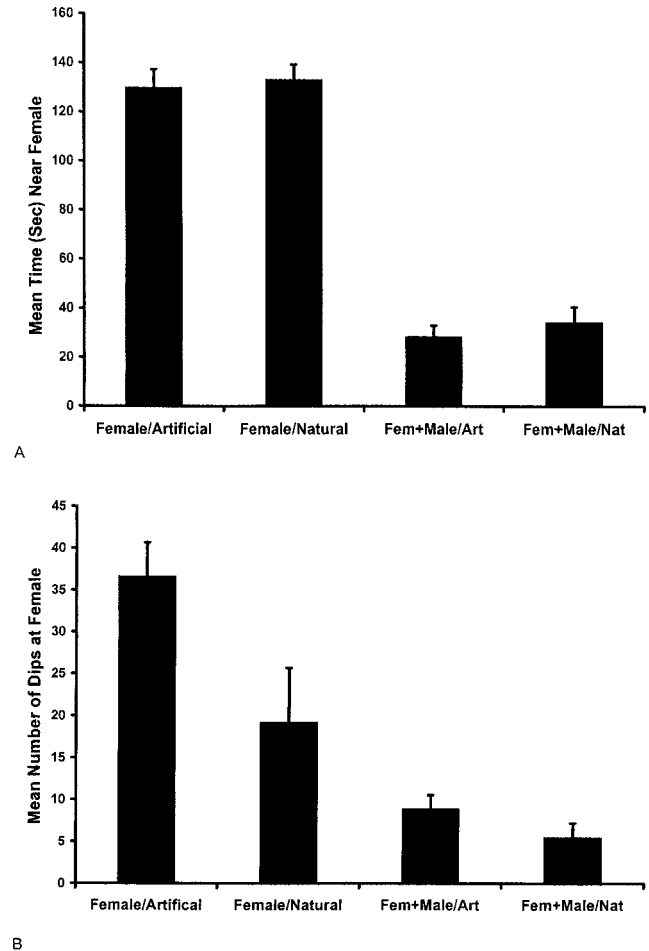 160
140
120
100
80
60
40
20
0
Mean Time (Sec) Near Female
Female/Artificial
Female/Natural
Fem+Male/Art
Fem+Male/Nat
A
45
40
35
30
25
20
15
10
5
0
Mean Number of Dips at Female
Female/Artifical
Female/Natural
Fem+Male/Art
Fem+Male/Nat
B